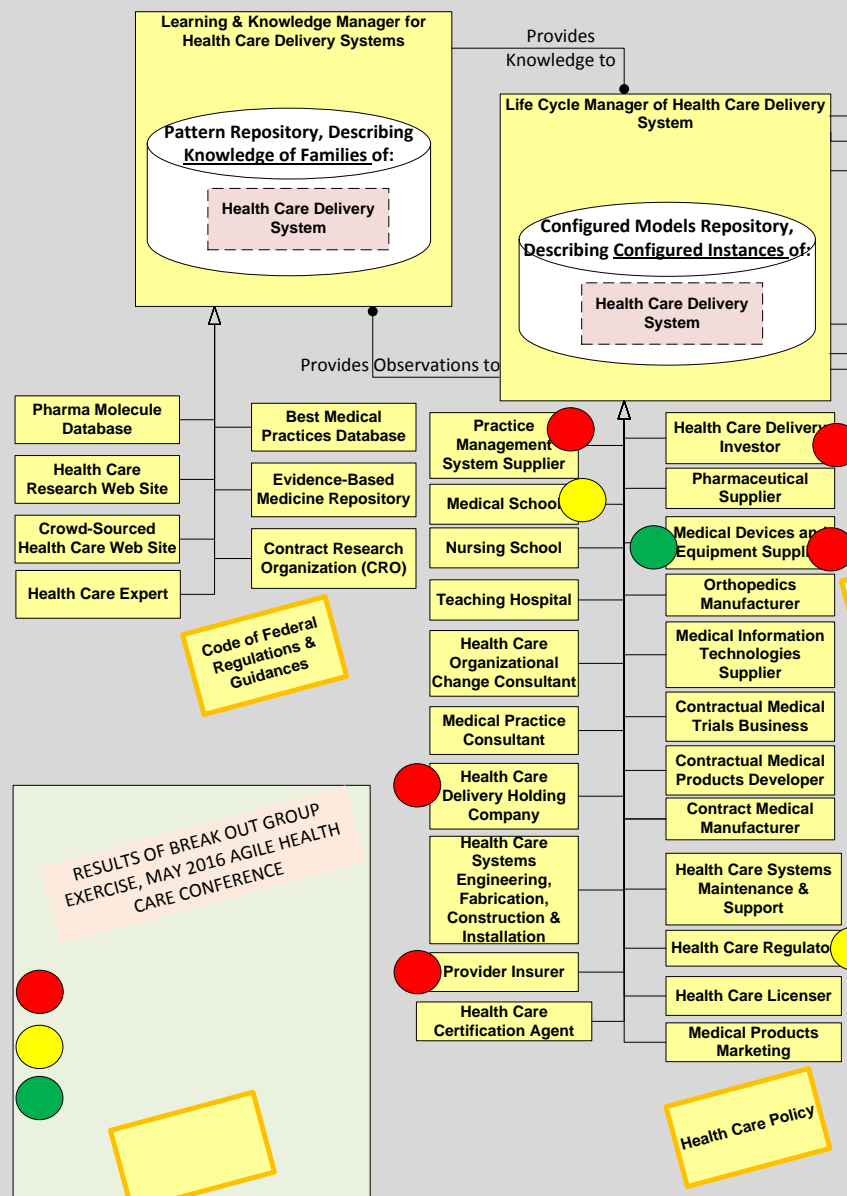 Learning & Knowledge Manager for
Health Care Delivery Systems
Provides
Knowledge to
Pattern Repository, Describing
Knowledge of Families of:
Health Care Delivery
System
Life Cycle Manager of Health Care Delivery
System
Configured Models Repository,
Describing Configured Instances of:
Health Care Delivery
System
Provides Observations to
Pharma Molecule
Database
Best Medical
Practices Database
Health Care
Research Web Site
Evidence-Based
Medicine Repository
Crowd-Sourced
Health Care Web Site
Contract Research
Organization (CRO)
Health Care Expert
Code of Federal
Regulations &
Guidances
Practice
Management
System Supplier
Medical School
Nursing School
Teaching Hospital
Health Care
Organizational
Change Consultant
Medical Practice
Consultant
Health Care
Delivery Holding
Company
Health Care
Systems
Engineering,
Fabrication,
Construction &
Installation
Provider Insurer
Health Care
Certification Agent
Health Care Delivery
Investor
Pharmaceutical
Supplier
Medical Devices and
Equipment Supplier
Orthopedics
Manufacturer
Medical Information
Technologies
Supplier
Contractual Medical
Trials Business
Contractual Medical
Products Developer
Contract Medical
Manufacturer
Health Care Systems
Maintenance &
Support
Health Care Regulato
Health Care Licenser
Medical Products
Marketing
Health Care Policy
RESULTS OF BREAK OUT GROUP
EXERCISE, MAY 2016 AGILE HEALTH
CARE CONFERENCE